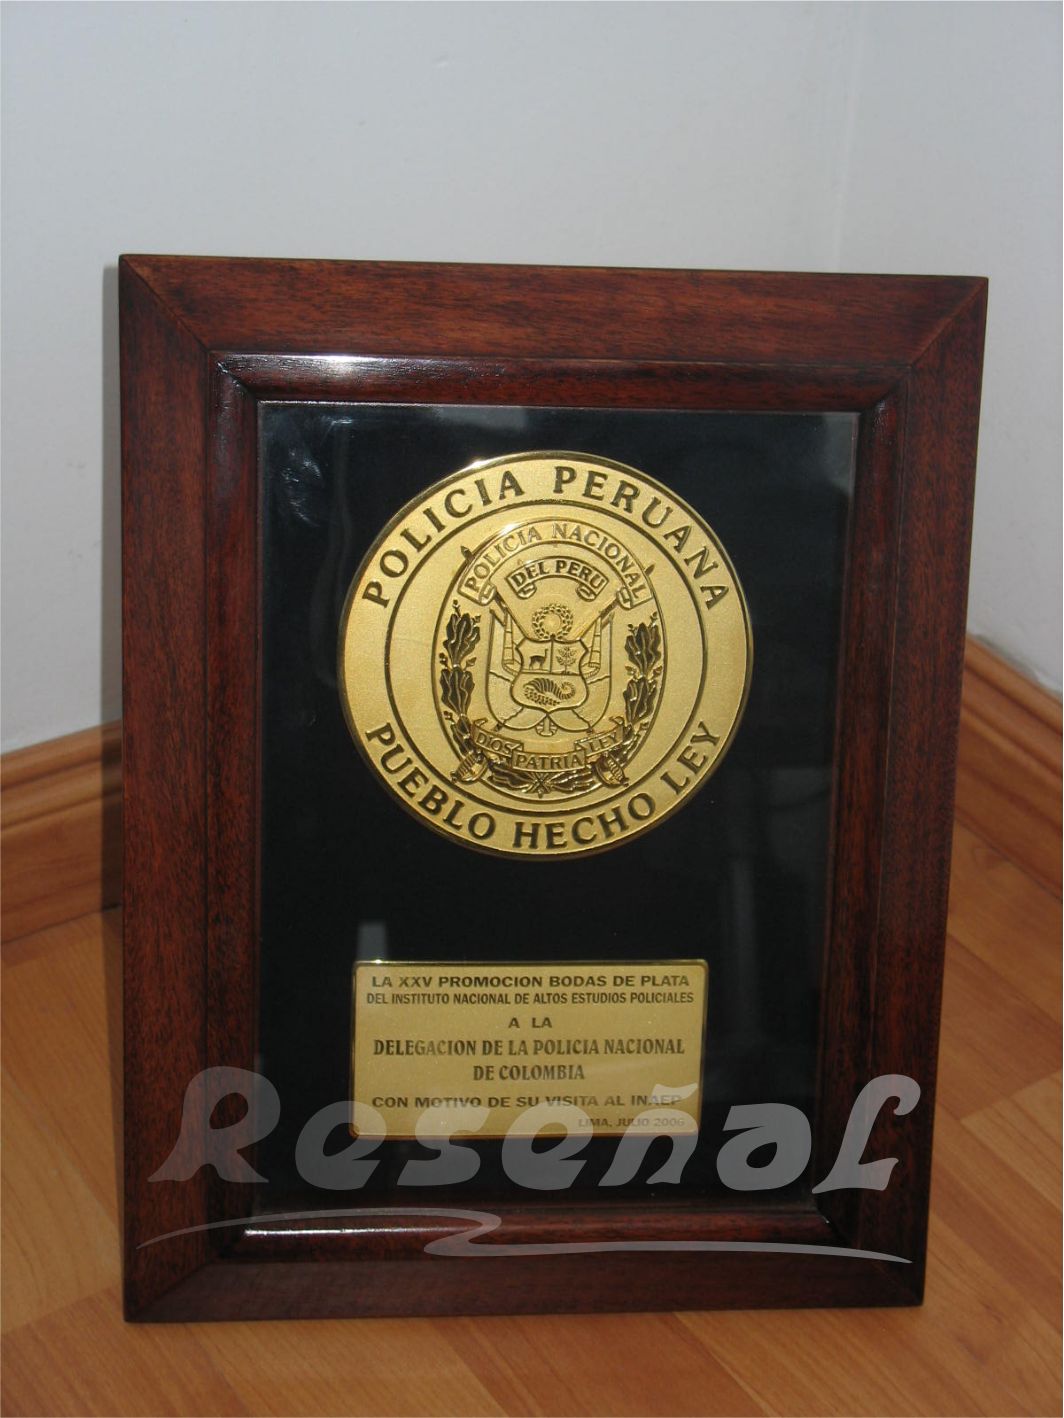 POLICIA PERUANA
POLICIA NACIONAL
DEL PERU
DIOS PATRIA LEY
PUEBLO HECHO LEY
LA XXV PROMOCION BODAS DE PLATA
DEL INSTITUTO NACIONAL DE ALTOS ESTUDIOS POLICIALES
A LA
DELEGACION DE LA POLICIA NACIONAL
DE COLOMBIA
CON MOTIVO DE SU VISITA AL INAEP
LIMA, JULIO 2006
Reseñal